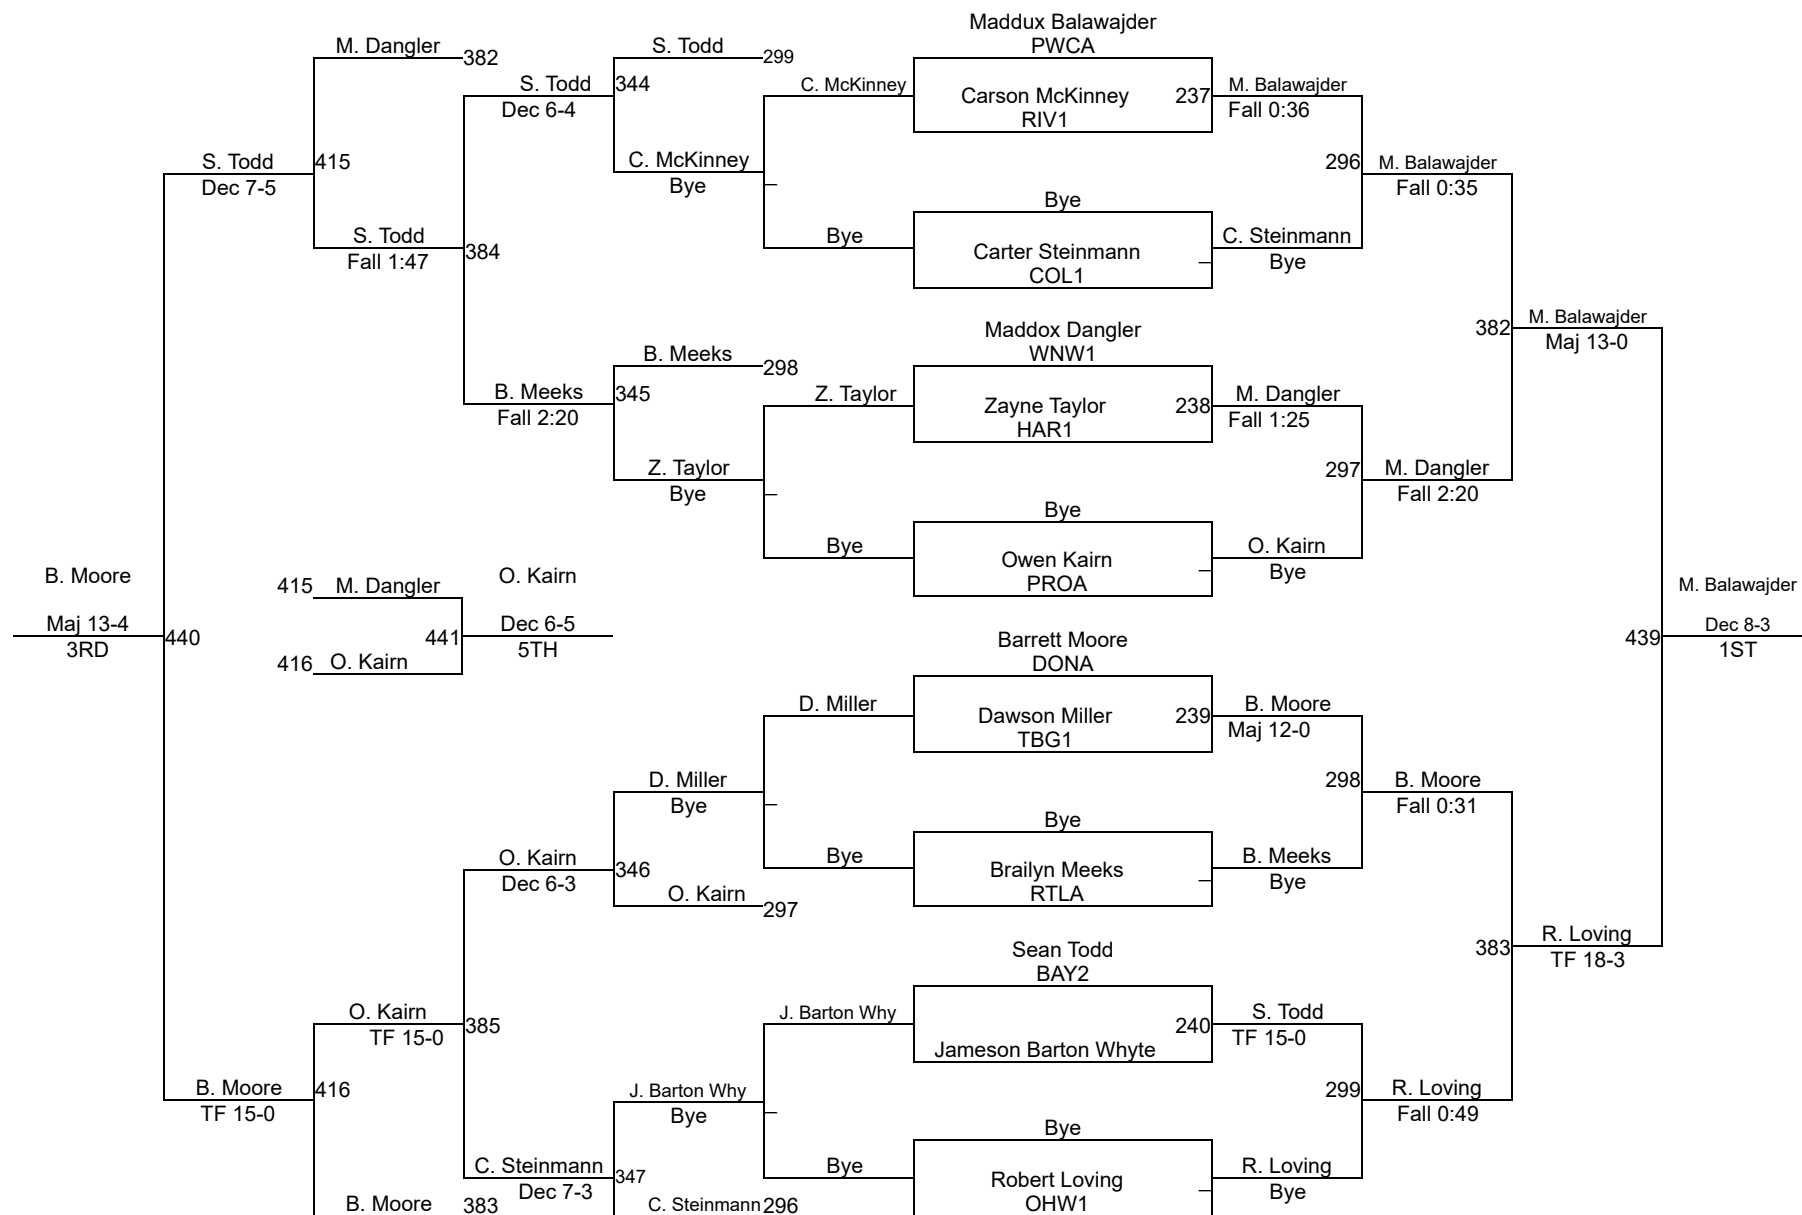 Maddux Balawajder
M. Dangler
382
S. Todd
299
PWCA
S. Todd
344
C. McKinney
Carson McKinney
237
M. Balawajder
Dec 6-4
RIV1
Fall 0:36
S. Todd
415
C. McKinney
296
M. Balawajder
Dec 7-5
Bye
–
Fall 0:35
Bye
S. Todd
384
Bye
Carter Steinmann
C. Steinmann
Fall 1:47
COL1
–
Bye
Maddox Dangler
382
M. Balawajder
B. Meeks
298
WNW1
Maj 13-0
B. Meeks
345
Z. Taylor
Zayne Taylor
238
M. Dangler
Fall 2:20
HAR1
Fall 1:25
Z. Taylor
297
M. Dangler
Bye
–
Fall 2:20
Bye
Bye
Owen Kairn
O. Kairn
PROA
–
Bye
B. Moore
415
M. Dangler
O. Kairn
M. Balawajder
Maj 13-4
440
441
Dec 6-5
439
Dec 8-3
3RD
416
O. Kairn
5TH
1ST
Barrett Moore
DONA
D. Miller
Dawson Miller
239
B. Moore
TBG1
Maj 12-0
D. Miller
298
B. Moore
Bye
–
Fall 0:31
Bye
O. Kairn
346
Bye
Brailyn Meeks
B. Meeks
Dec 6-3
O. Kairn
297
RTLA
–
Bye
Sean Todd
383
R. Loving
BAY2
TF 18-3
O. Kairn
385
J. Barton Why
240
S. Todd
TF 15-0
Jameson Barton Whyte
TF 15-0
B. Moore
416
J. Barton Why
299
R. Loving
TF 15-0
Bye
–
Fall 0:49
Bye
C. Steinmann
347
Bye
Robert Loving
R. Loving
Dec 7-3
–
Bye
B. Moore
383
C. Steinmann
296
OHW1